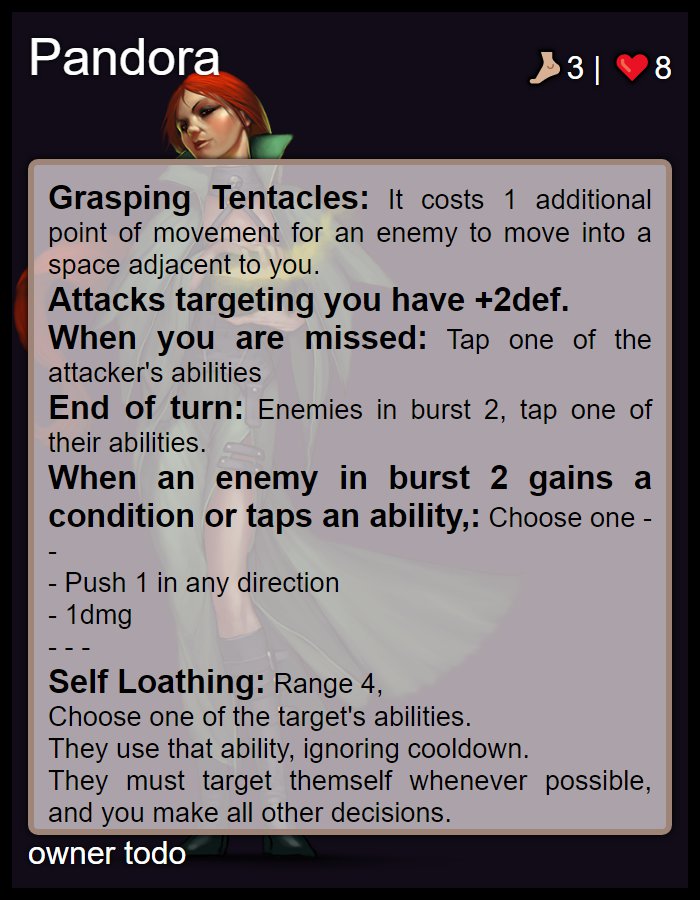 Pandora
3 | 8
Grasping Tentacles: It costs 1 additional
point of movement for an enemy to move into a
space adjacent to you.
Attacks targeting you have +2def.
When you are missed: Tap one of the
attacker's abilities
End of turn: Enemies in burst 2, tap one of
their abilities.
When an enemy in burst 2 gains a
condition or taps an ability,: Choose one -
-
- Push 1 in any direction
- 1dmg
- - -
Self Loathing: Range 4,
Choose one of the target's abilities.
They use that ability, ignoring cooldown.
They must target themself whenever possible,
and you make all other decisions.
owner todo